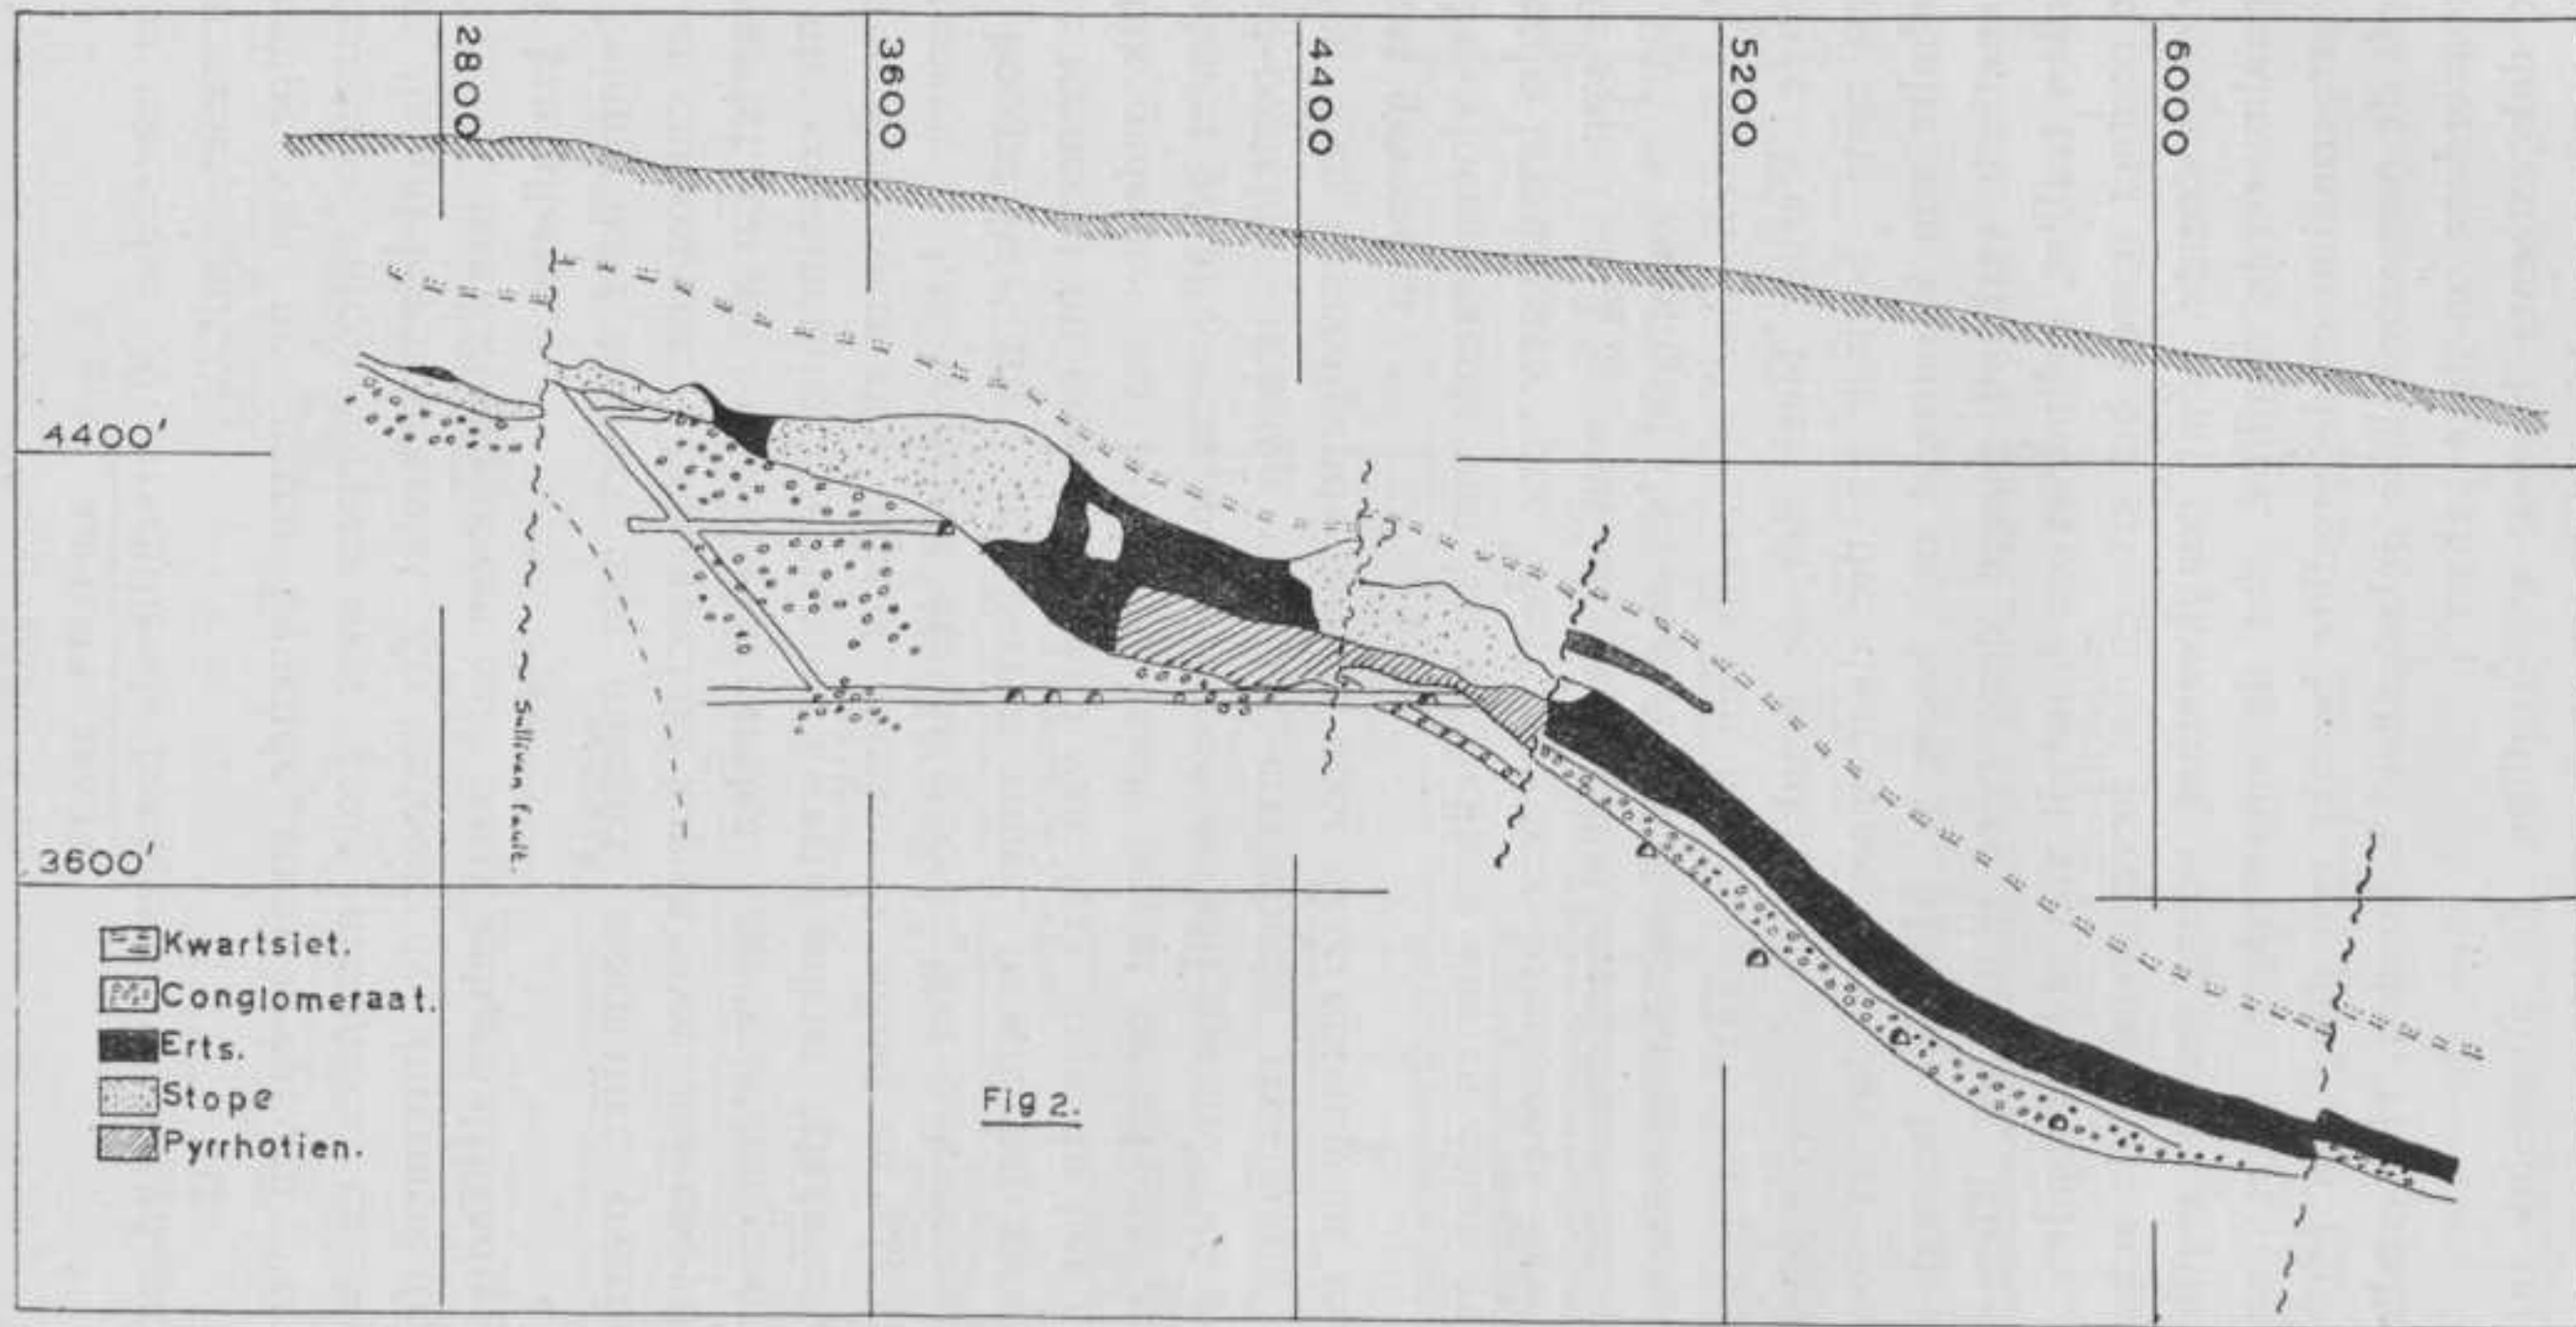 2800
3600
4400
5200
6000
4400'
3600'
Sullivan fault.
Kwartsiet.
Conglomeraat.
Erts.
Stope
Pyrrhotien.
Fig 2.